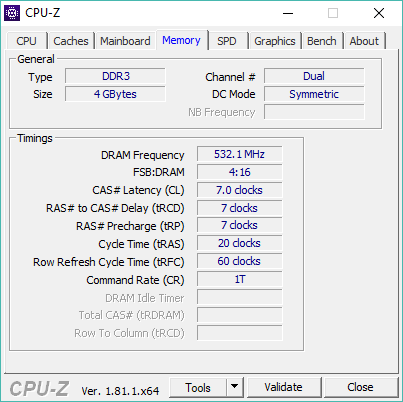 CPU-Z
CPU Caches Mainboard Memory SPD Graphics Bench About
General
Type DDR3 Channel # Dual
Size 4 GBytes DC Mode Symmetric
NB Frequency
Timings
DRAM Frequency 532.1 MHz
FSB:DRAM 4:16
CAS# Latency (CL) 7.0 clocks
RAS# to CAS# Delay (tRCD) 7 clocks
RAS# Precharge (tRP) 7 clocks
Cycle Time (tRAS) 20 clocks
Row Refresh Cycle Time (tRFC) 60 clocks
Command Rate (CR) 1T
DRAM Idle Timer
Total CAS# (tRDRAM)
Row To Column (tRCD)
CPU-Z Ver. 1.81.1.x64 Tools Validate Close